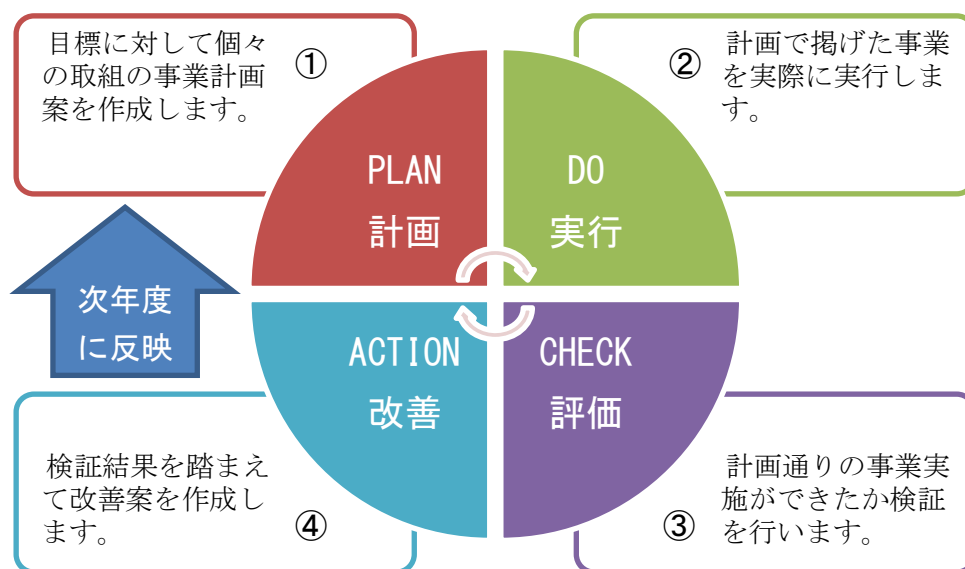 目標に対して個々
の取組の事業計画
案を作成します。
①
②
計画で掲げた事業
を実際に実行しま
す。
PLAN
計画
DO
実行
次年度
に反映
ACTION
改善
CHECK
評価
検証結果を踏まえ
て改善案を作成し
ます。
④
③
計画通りの事業実
施ができたか検証
を行います。